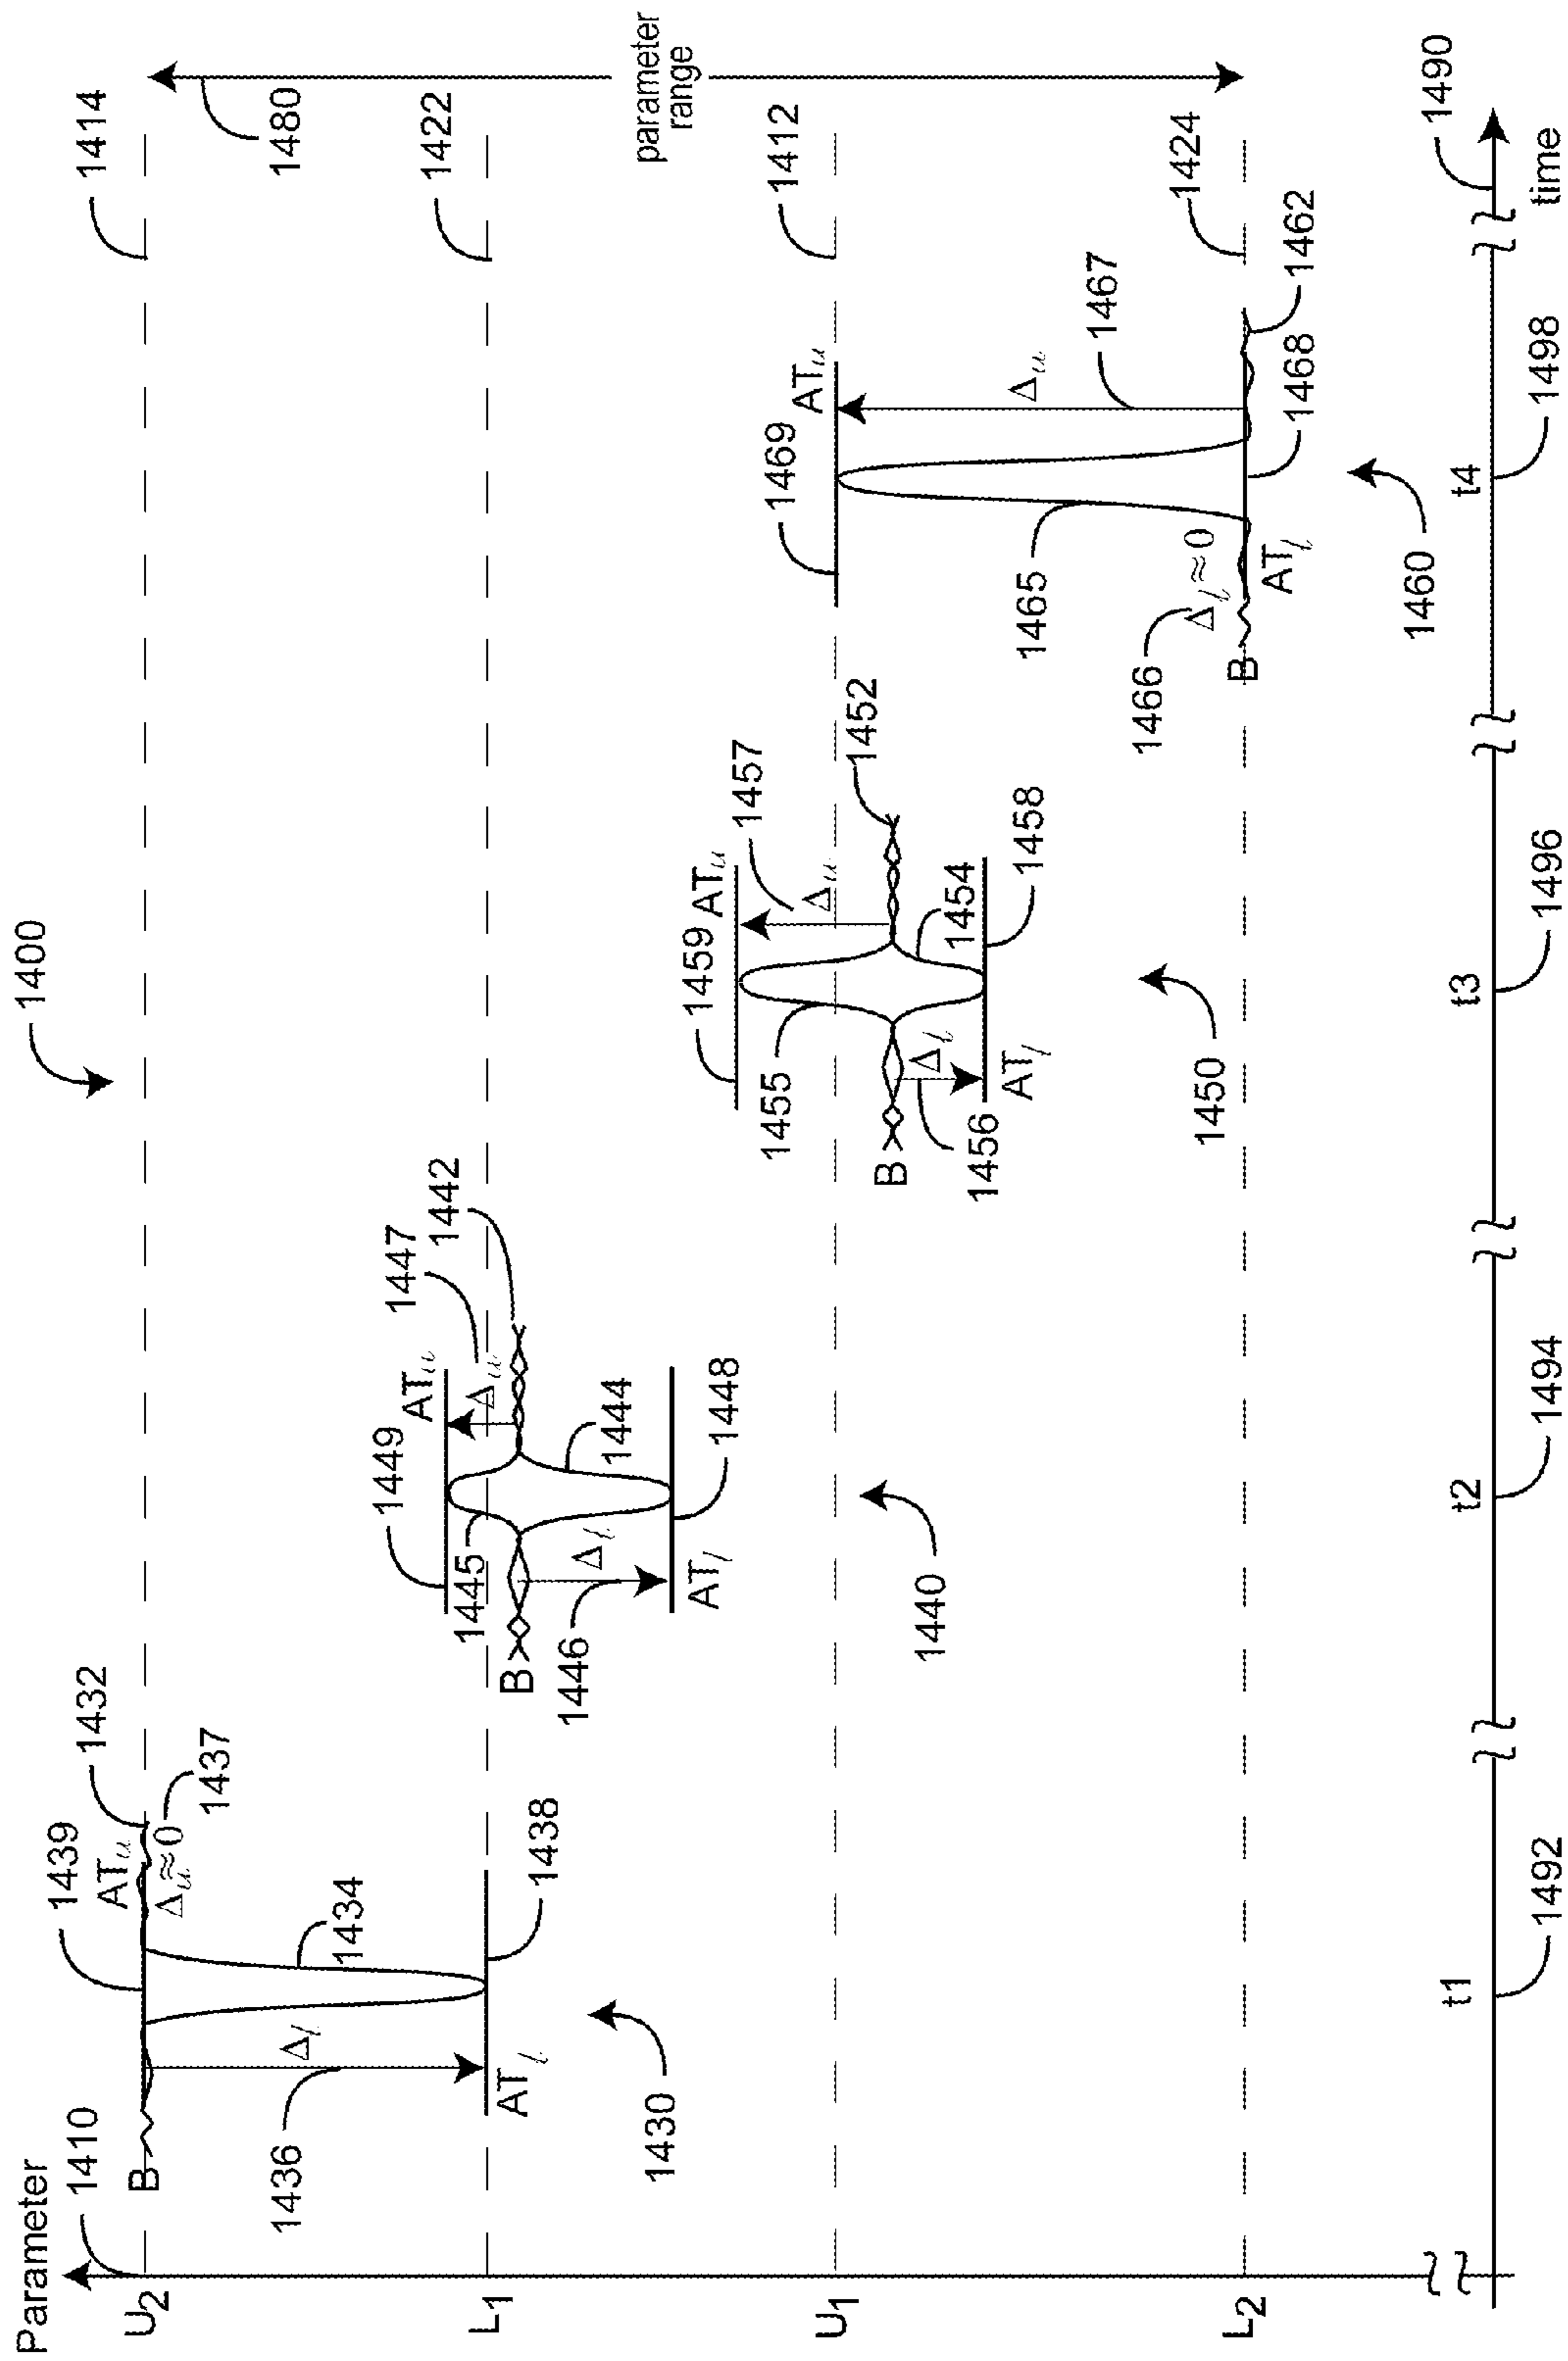 1400
Parameter
1410
U₂
L₁
U₁
L₂
B
1439
ATᵤ
Δᵤ≈0
1432
1437
1434
Δₗ
1436
ATₗ
1438
1430
1449
ATᵤ
1447
1442
Δᵤ
1445
B
1444
Δₗ
1446
ATₗ
1448
1440
1459
ATᵤ
1457
Δᵤ
1452
1455
B
1454
Δₗ
1456
ATₗ
1458
1450
1469
ATᵤ
Δᵤ
1467
1465
Δₗ≈0
1466
B
ATₗ
1468
1462
1460
1414
1480
1422
parameter
range
1412
1424
1490
time
t1
t2
t3
t4
1492
1494
1496
1498